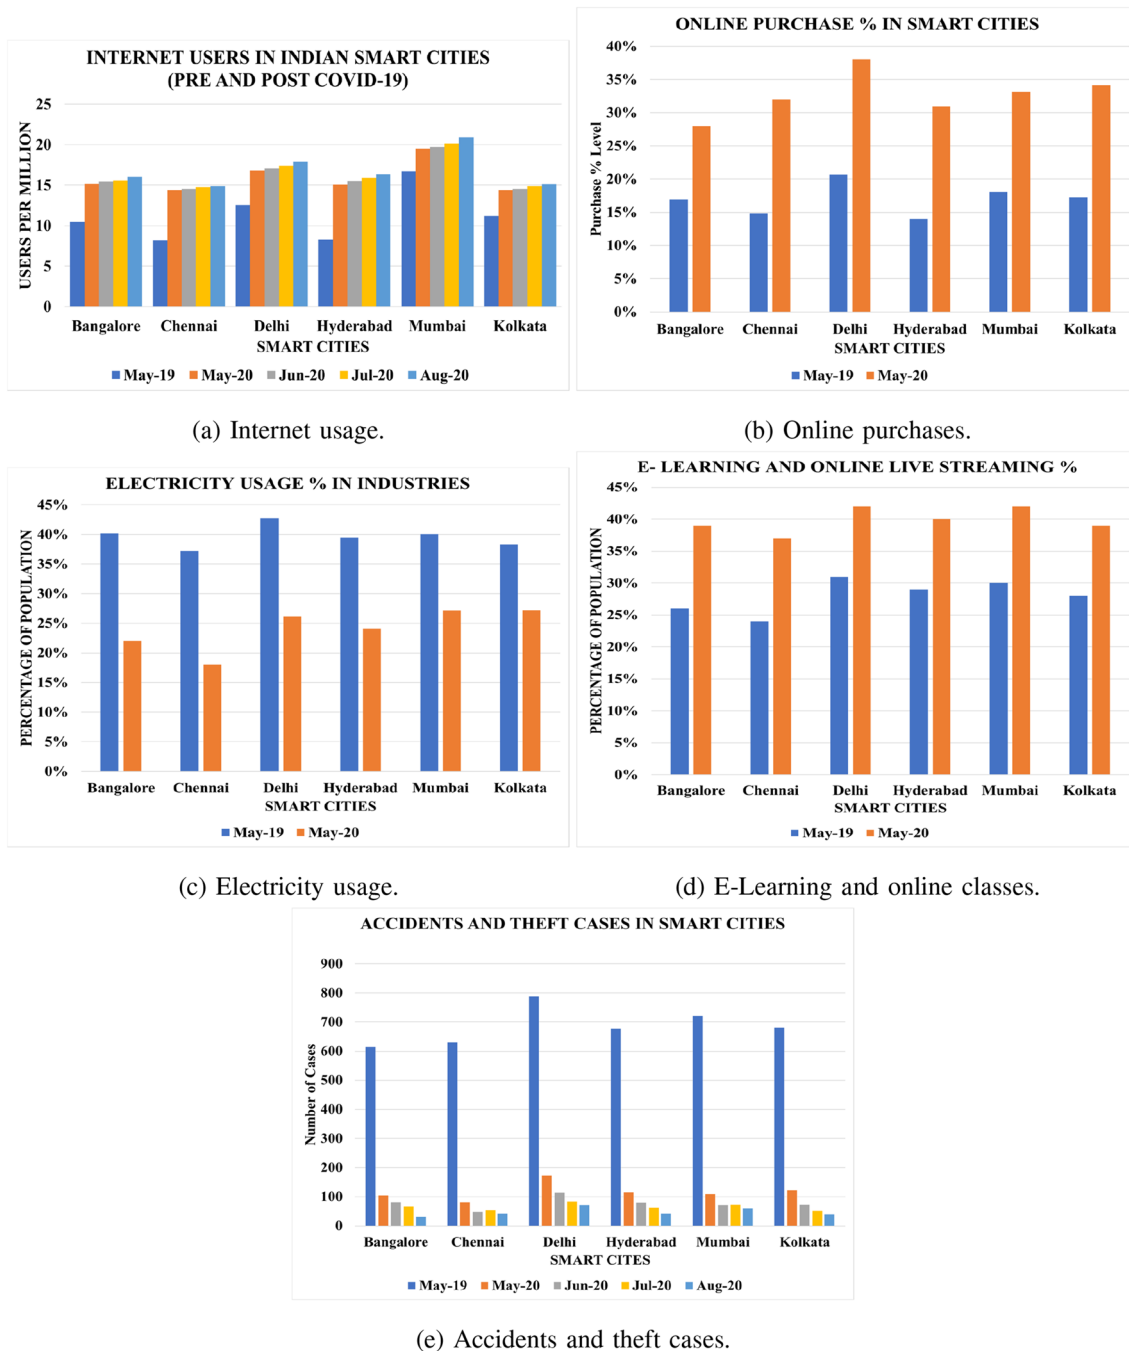 INTERNET USERS IN INDIAN SMART CITIES
(PRE AND POST COVID-19)
USERS PER MILLION
25
20
15
10
5
0
Bangalore Chennai Delhi Hyderabad Mumbai Kolkata
SMART CITIES
May-19 May-20 Jun-20 Jul-20 Aug-20
(a) Internet usage.
ONLINE PURCHASE % IN SMART CITIES
Purchase % Level
40%
35%
30%
25%
20%
15%
10%
5%
0%
Bangalore Chennai Delhi Hyderabad Mumbai Kolkata
SMART CITIES
May-19 May-20
(b) Online purchases.
ELECTRICITY USAGE % IN INDUSTRIES
PERCENTAGE OF POPULATION
45%
40%
35%
30%
25%
20%
15%
10%
5%
0%
Bangalore Chennai Delhi Hyderabad Mumbai Kolkata
SMART CITIES
May-19 May-20
(c) Electricity usage.
E- LEARNING AND ONLINE LIVE STREAMING %
PERCENTAGE OF POPULATION
45%
40%
35%
30%
25%
20%
15%
10%
5%
0%
Bangalore Chennai Delhi Hyderabad Mumbai Kolkata
SMART CITIES
May-19 May-20
(d) E-Learning and online classes.
ACCIDENTS AND THEFT CASES IN SMART CITIES
Number of Cases
900
800
700
600
500
400
300
200
100
0
Bangalore Chennai Delhi Hyderabad Mumbai Kolkata
SMART CITES
May-19 May-20 Jun-20 Jul-20 Aug-20
(e) Accidents and theft cases.